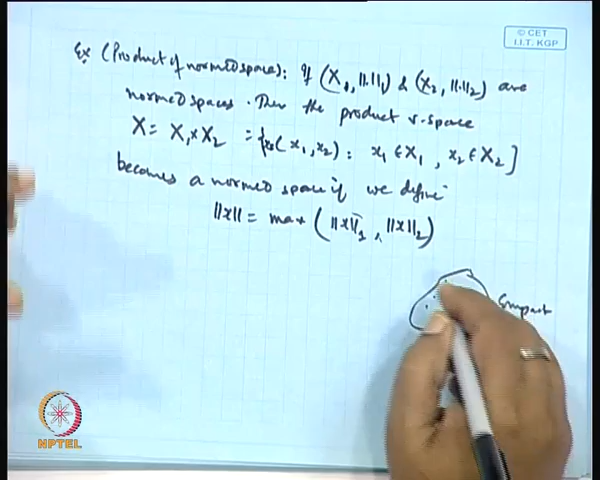 © CET
I.I.T. KGP
Ex (Product of normed spaces): If (X₁, ||.||₁) & (X₂, ||.||₂) are
normed spaces. Then the product v-space
X = X₁ × X₂ = {x=(x₁, x₂) : x₁ ∈ X₁, x₂ ∈ X₂]
becomes a normed space if we define
||x|| = max (||x||₁, ||x||₂)
Compact
NPTEL